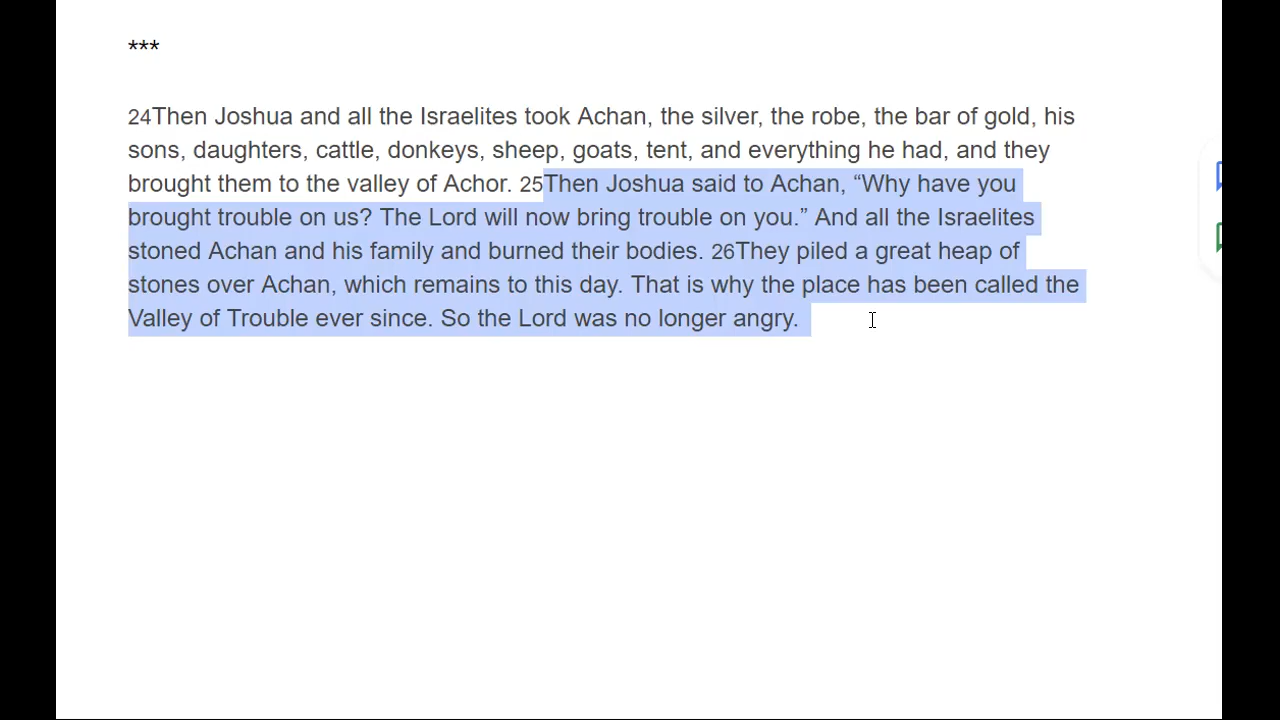 ***
24Then Joshua and all the Israelites took Achan, the silver, the robe, the bar of gold, his
sons, daughters, cattle, donkeys, sheep, goats, tent, and everything he had, and they
brought them to the valley of Achor. 25Then Joshua said to Achan, “Why have you
brought trouble on us? The Lord will now bring trouble on you.” And all the Israelites
stoned Achan and his family and burned their bodies. 26They piled a great heap of
stones over Achan, which remains to this day. That is why the place has been called the
Valley of Trouble ever since. So the Lord was no longer angry.